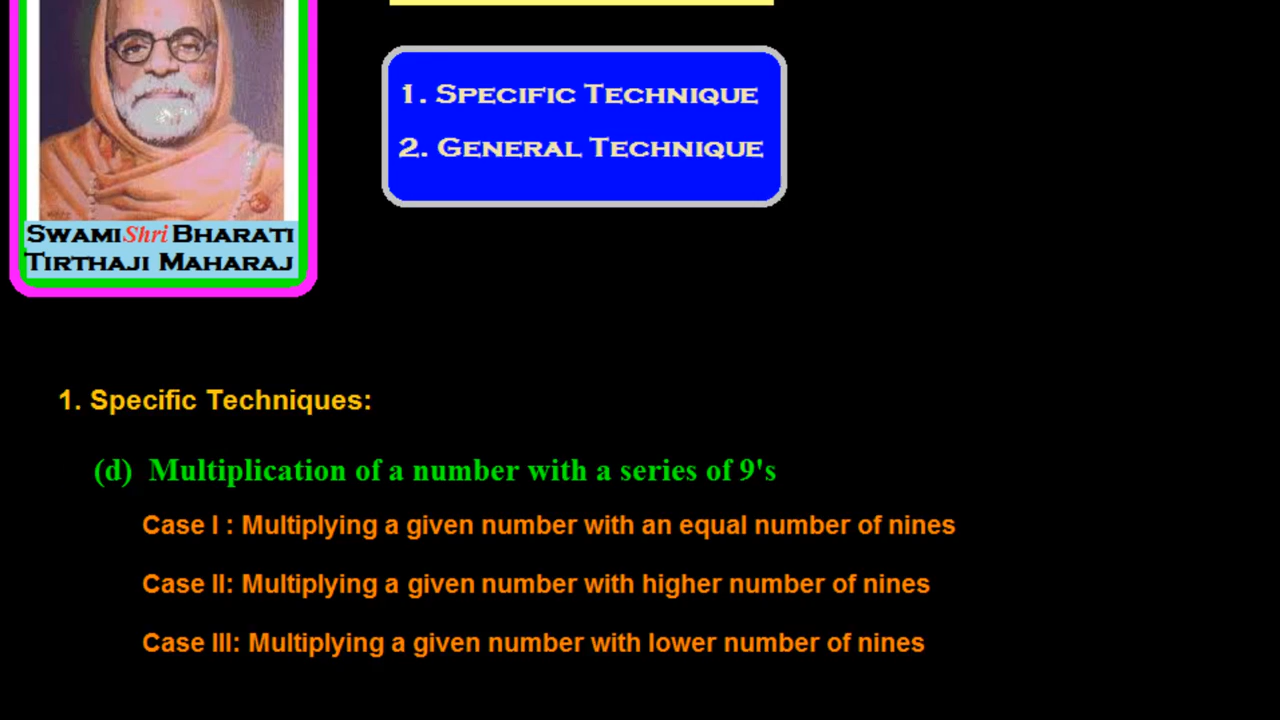 1. SPECIFIC TECHNIQUE
2. GENERAL TECHNIQUE
SWAMI Shri BHARATI
TIRTHAJI MAHARAJ
1. Specific Techniques:
(d) Multiplication of a number with a series of 9's
Case I : Multiplying a given number with an equal number of nines
Case II: Multiplying a given number with higher number of nines
Case III: Multiplying a given number with lower number of nines